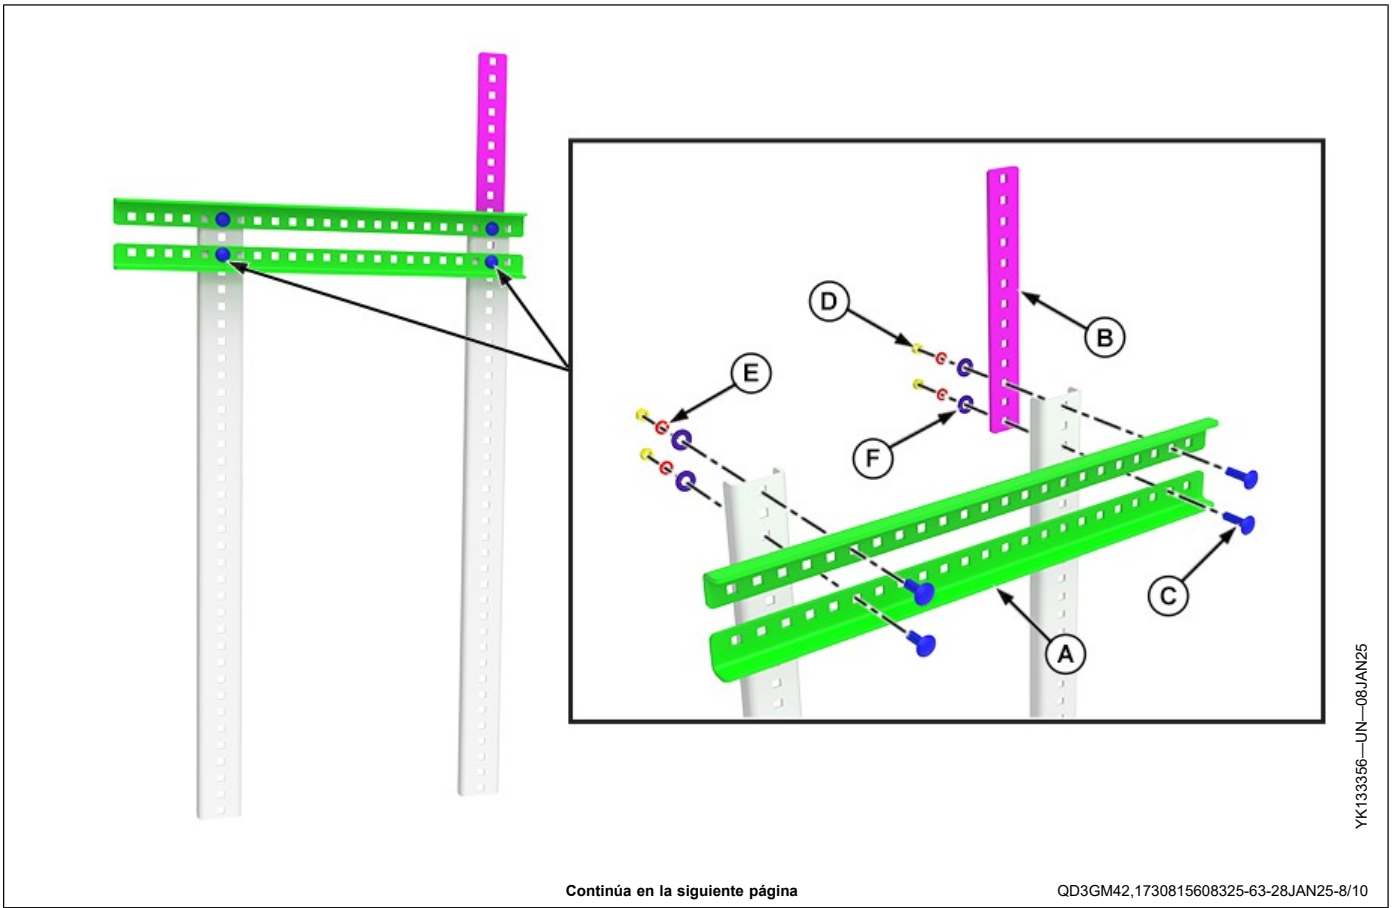 D
E
B
F
C
A
YK133356—UN—08JAN25
Continúa en la siguiente página
QD3GM42,1730815608325-63-28JAN25-8/10